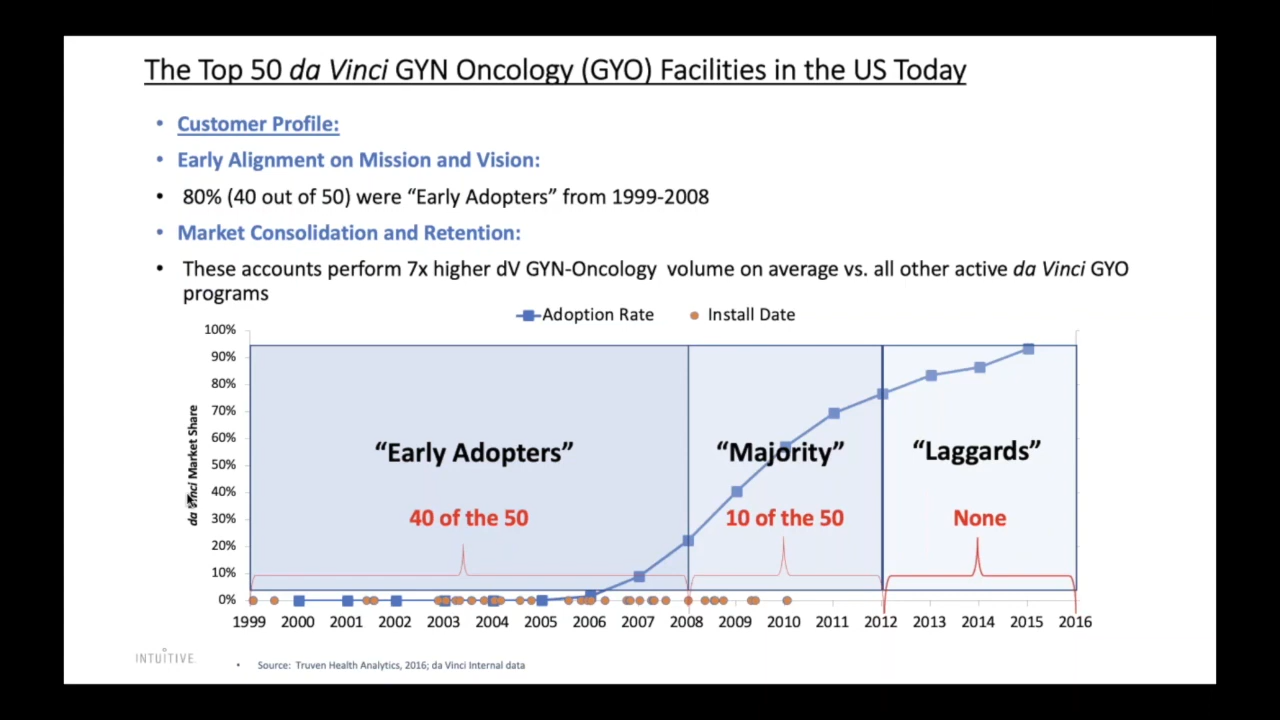 The Top 50 da Vinci GYN Oncology (GYO) Facilities in the US Today
• Customer Profile:
• Early Alignment on Mission and Vision:
• 80% (40 out of 50) were “Early Adopters” from 1999-2008
• Market Consolidation and Retention:
• These accounts perform 7x higher dV GYN-Oncology volume on average vs. all other active da Vinci GYO
programs
Adoption Rate Install Date
100%
90%
80%
70%
60%
50%
40%
30%
20%
10%
0%
da Vinci Market Share
“Early Adopters” “Majority” “Laggards”
40 of the 50 10 of the 50 None
1999 2000 2001 2002 2003 2004 2005 2006 2007 2008 2009 2010 2011 2012 2013 2014 2015 2016
INTUITIVE
• Source: Truven Health Analytics, 2016; da Vinci Internal data